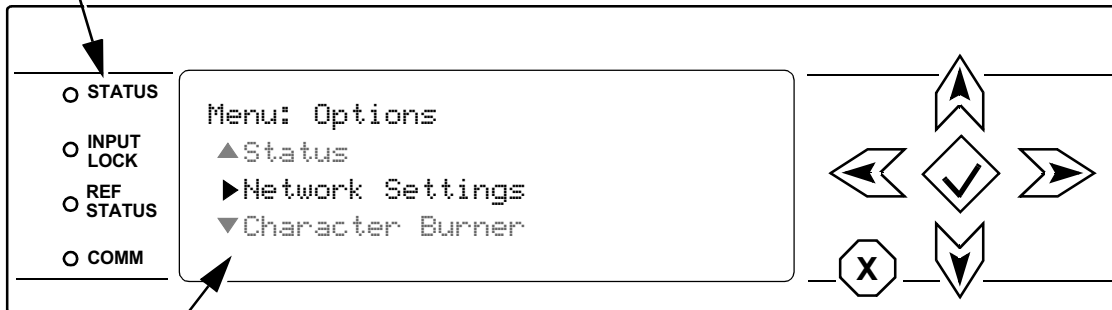 STATUS
INPUT
LOCK
REF
STATUS
COMM
Menu: Options
▲Status
▶Network Settings
▼Character Burner
X